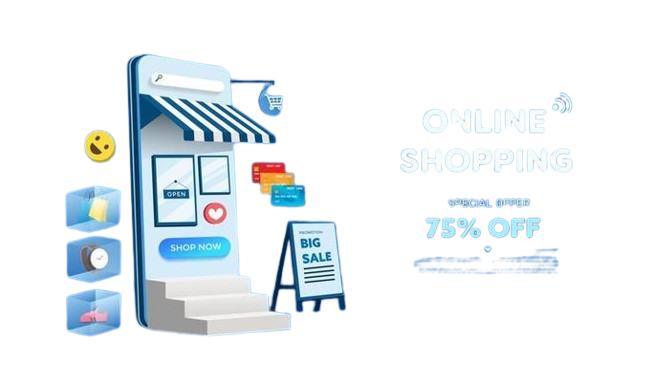 OPEN
SHOP NOW
PROMOTION
BIG
SALE
ONLINE
SHOPPING
SPECIAL OFFER
75% OFF